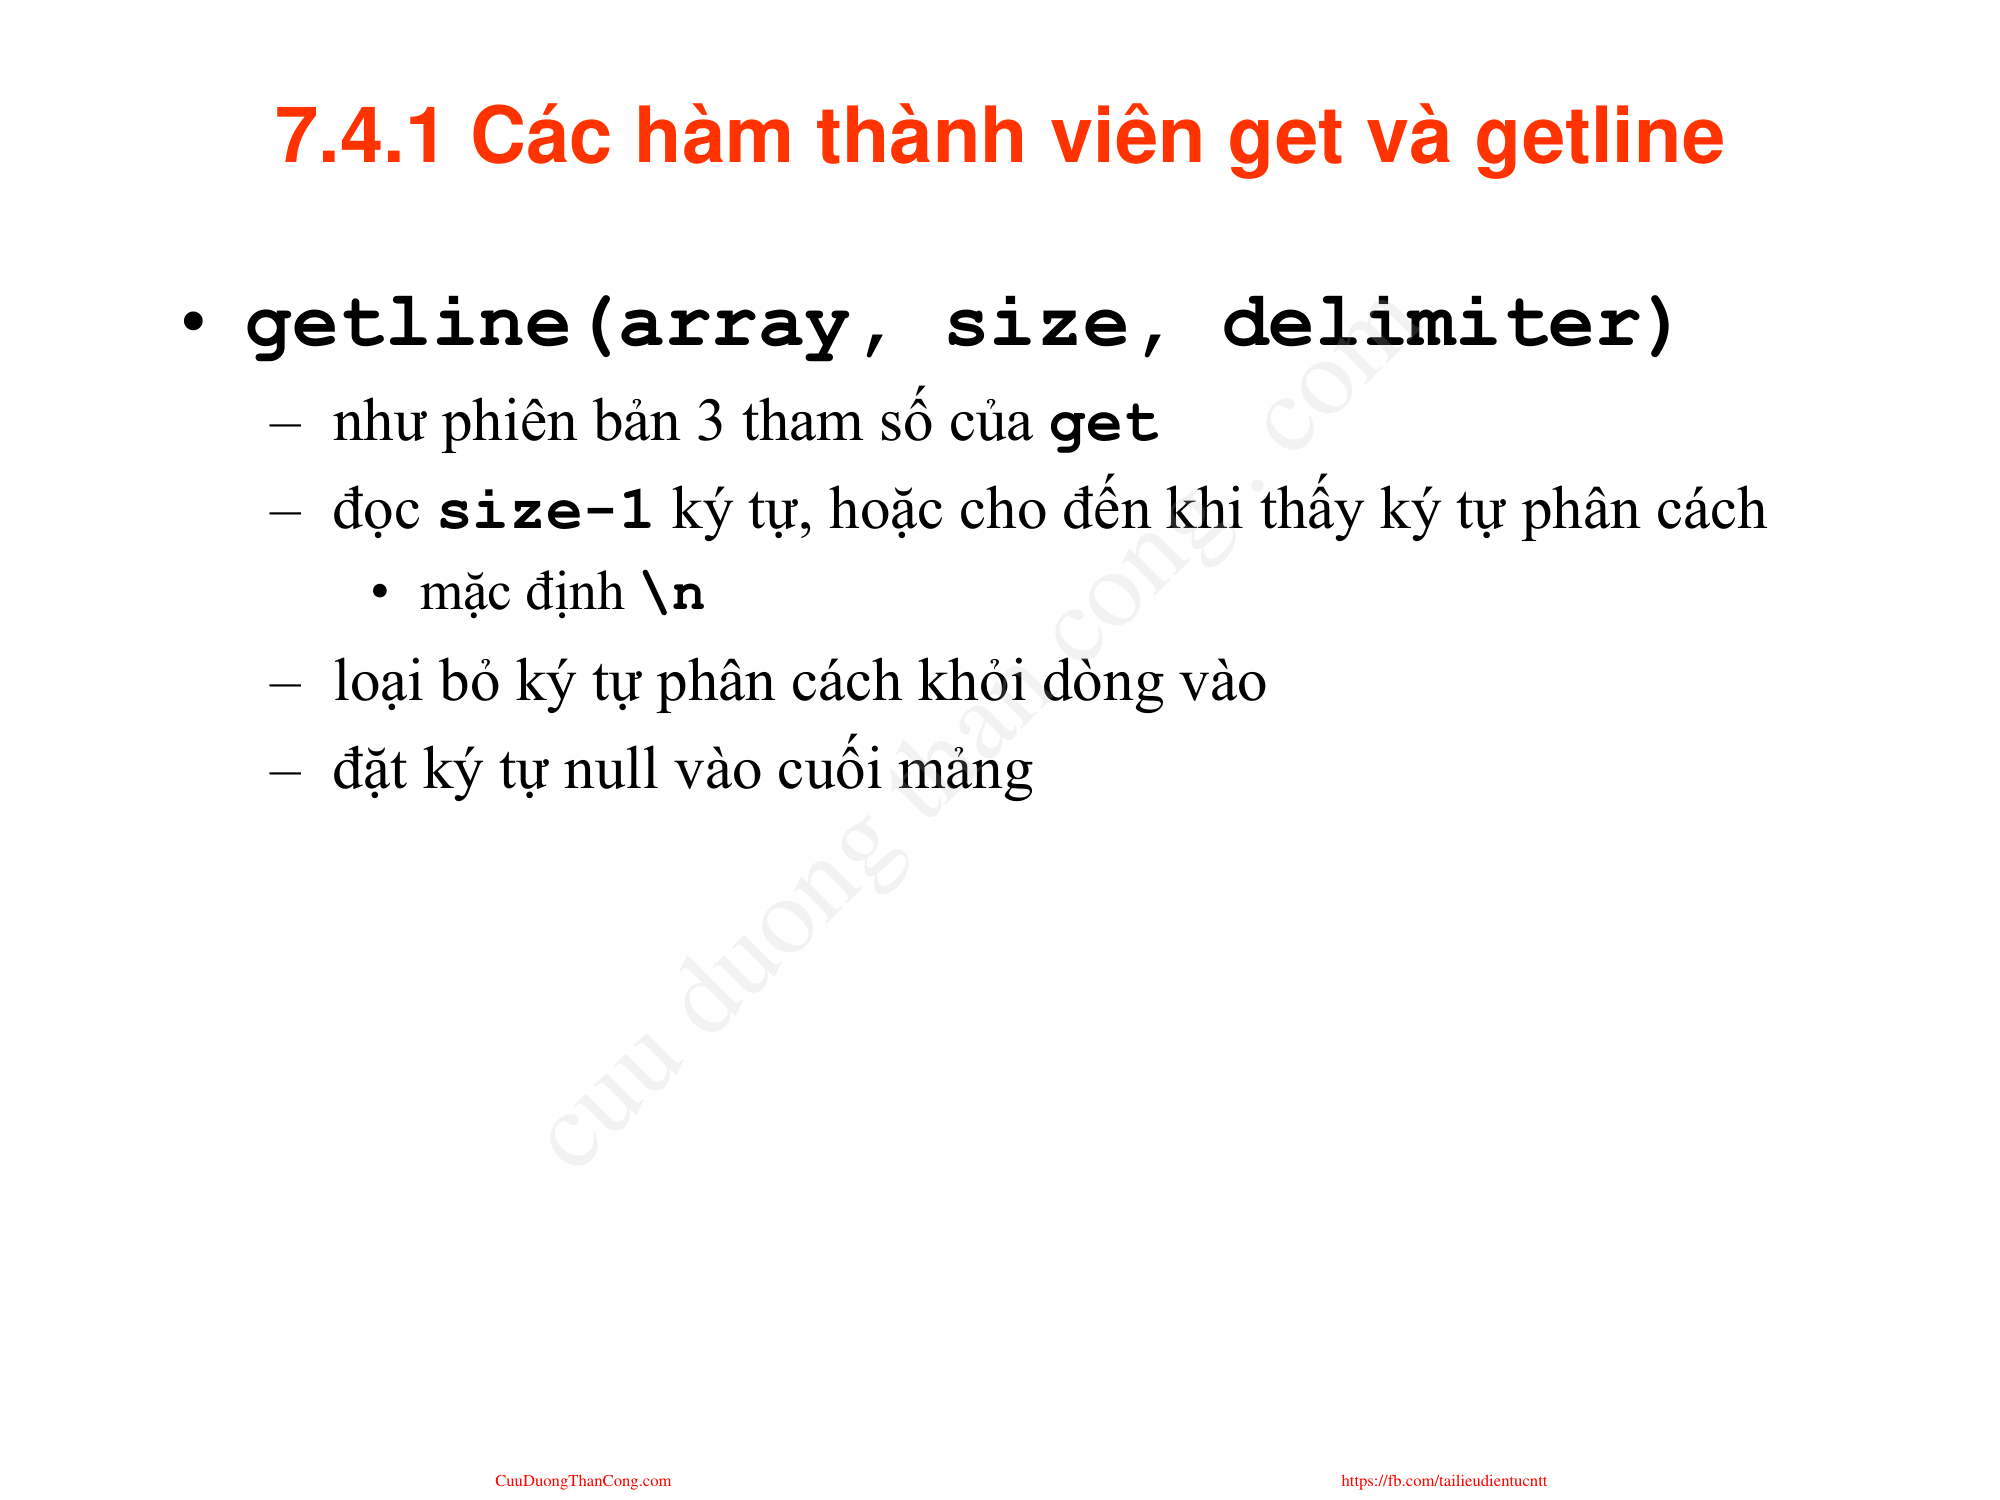 7.4.1 Các hàm thành viên get và getline
• getline(array, size, delimiter)
– như phiên bản 3 tham số của get
– đọc size-1 ký tự, hoặc cho đến khi thấy ký tự phân cách
• mặc định \n
– loại bỏ ký tự phân cách khỏi dòng vào
– đặt ký tự null vào cuối mảng
cuu duong than cong . com
CuuDuongThanCong.com
https://fb.com/tailieudientucntt